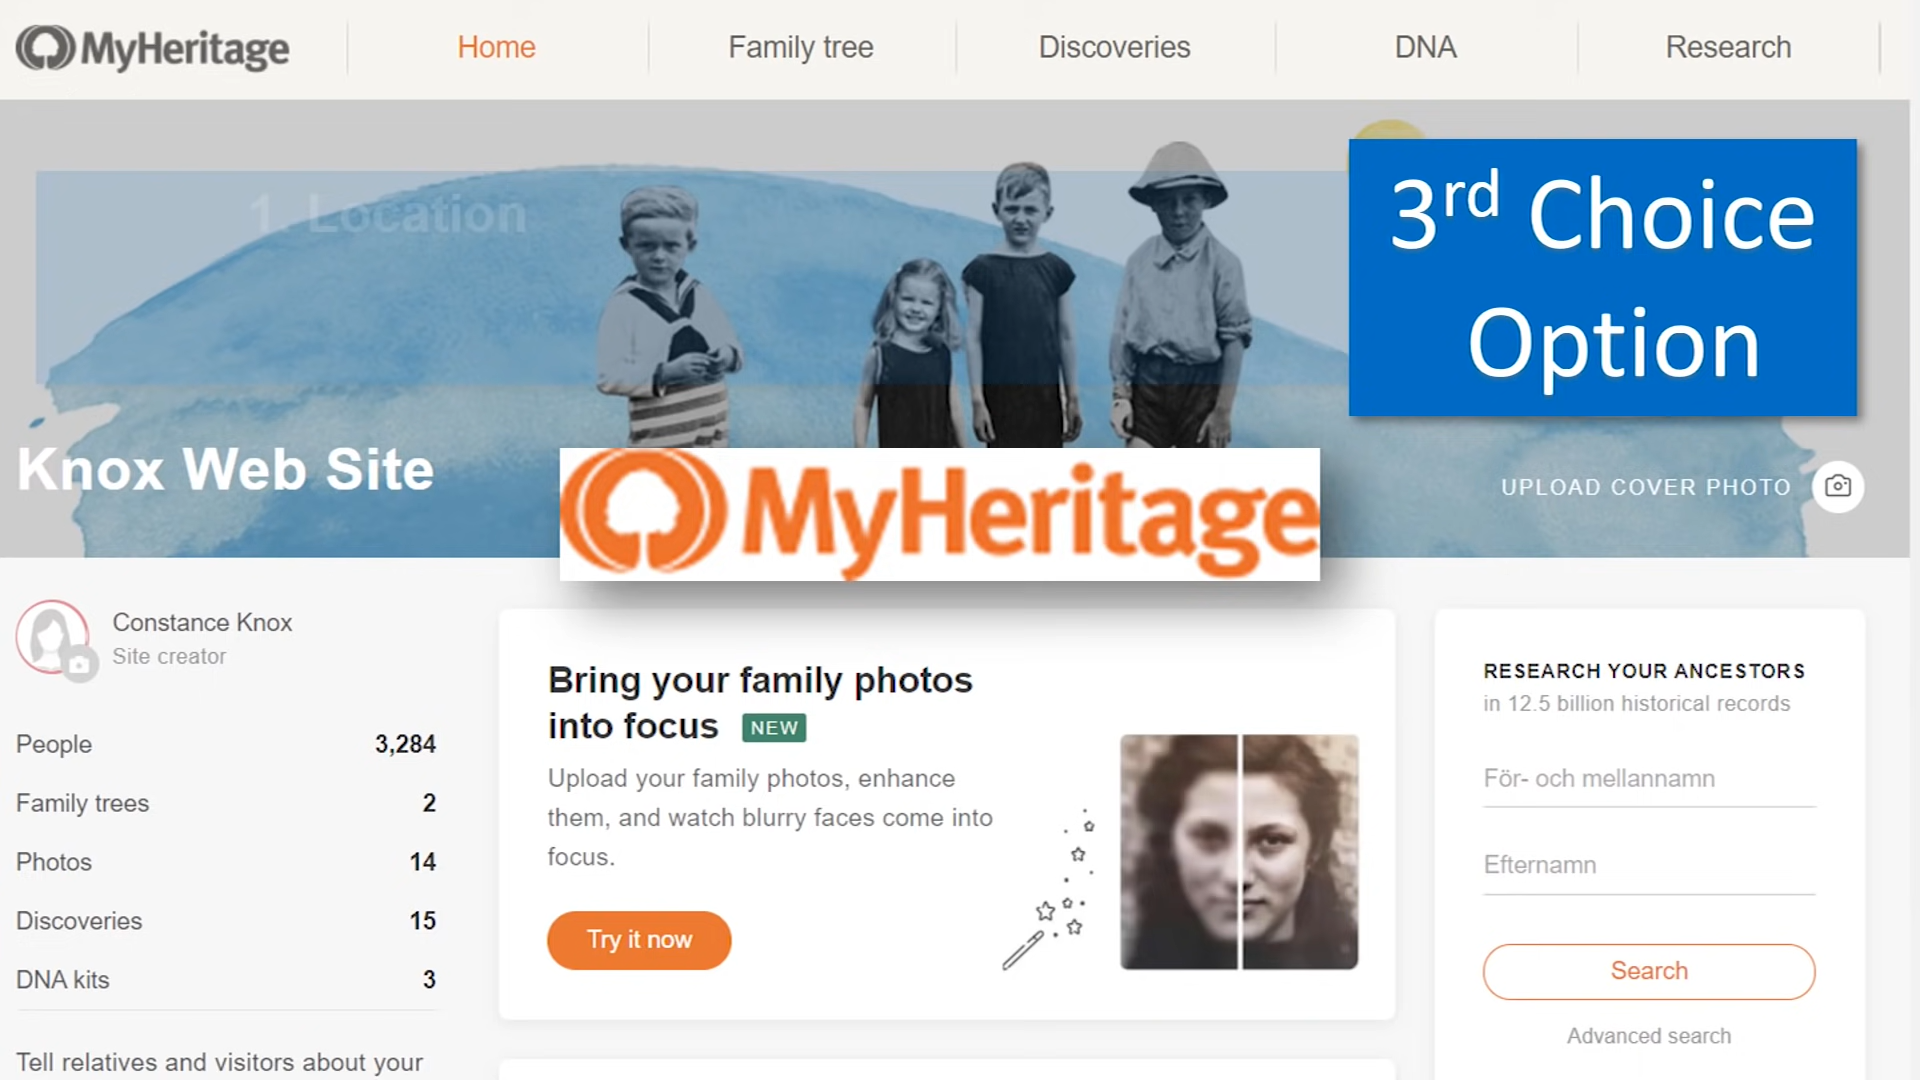 MyHeritage
Home
Family tree
Discoveries
DNA
Research
1. Location
3rd Choice
Option
Knox Web Site
UPLOAD COVER PHOTO
MyHeritage
Constance Knox
Site creator
People 3,284
Family trees 2
Photos 14
Discoveries 15
DNA kits 3
Tell relatives and visitors about your
Bring your family photos
into focus NEW
Upload your family photos, enhance
them, and watch blurry faces come into
focus.
Try it now
RESEARCH YOUR ANCESTORS
in 12.5 billion historical records
För- och mellannamn
Efternamn
Search
Advanced search